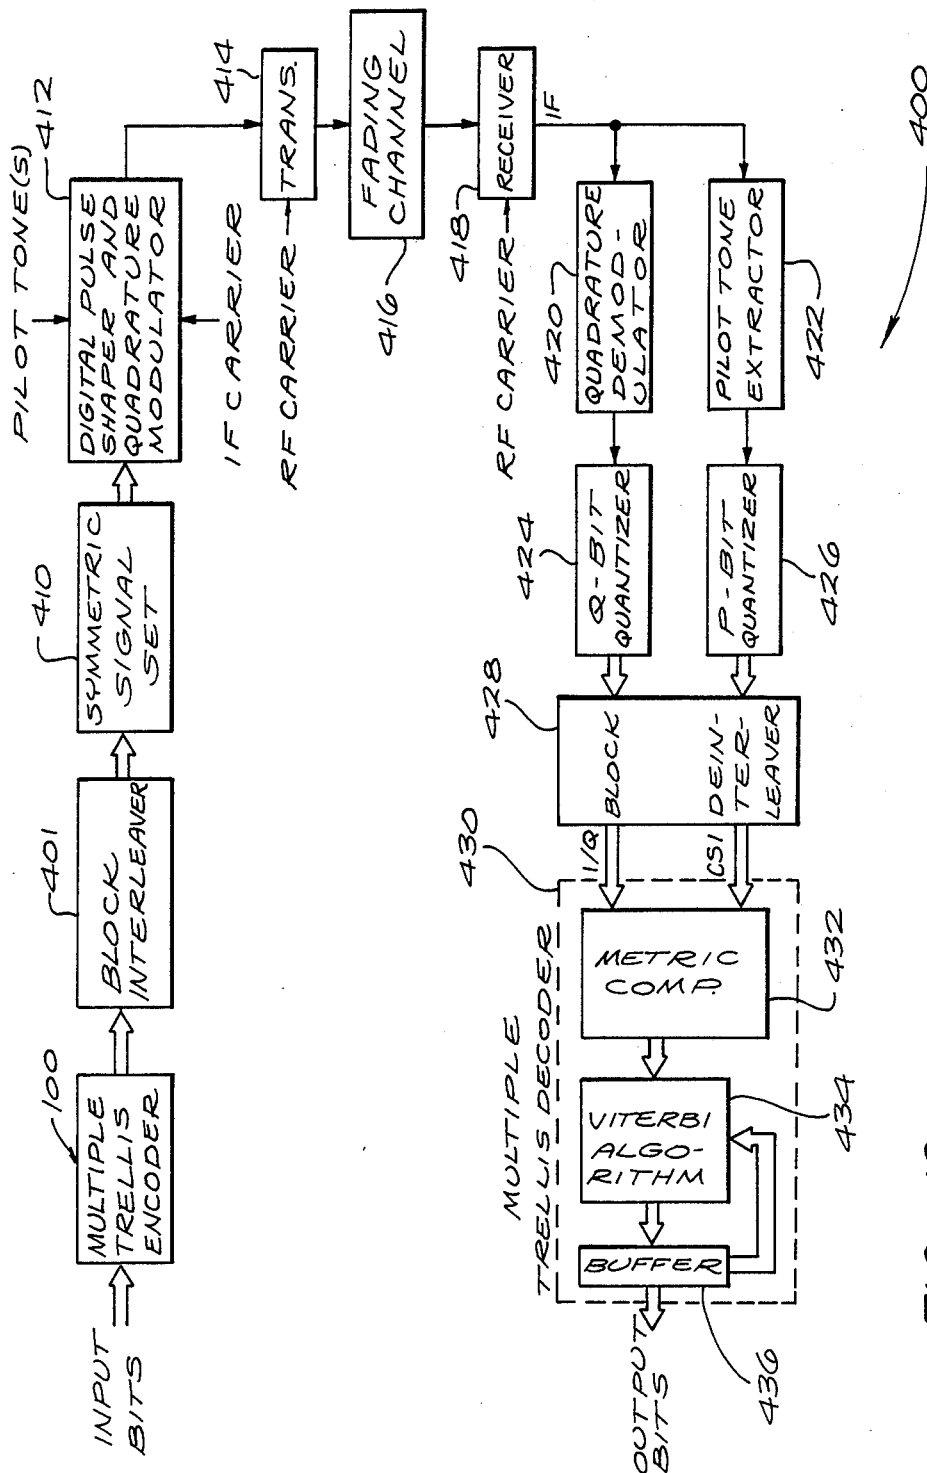 INPUT
BITS
100
MULTIPLE
TRELLIS
ENCODER
401
BLOCK
INTERLEAVER
410
SYMMETRIC
SIGNAL
SET
PILOT TONE(S)
412
DIGITAL PULSE
SHAPER AND
QUADRATURE
MODULATOR
IF CARRIER
414
TRANS.
RF CARRIER
FADING
CHANNEL
416
418
RECEIVER
RF CARRIER
IF
420
QUADRATURE
DEMOD-
ULATOR
PILOT TONE
EXTRACTOR
422
424
Q-BIT
QUANTIZER
P-BIT
QUANTIZER
426
428
BLOCK
DEIN-
TER-
LEAVER
I/Q
CSI
430
MULTIPLE
TRELLIS DECODER
METRIC
COMP.
432
VITERBI
ALGO-
RITHM
434
BUFFER
436
OUTPUT
BITS
400